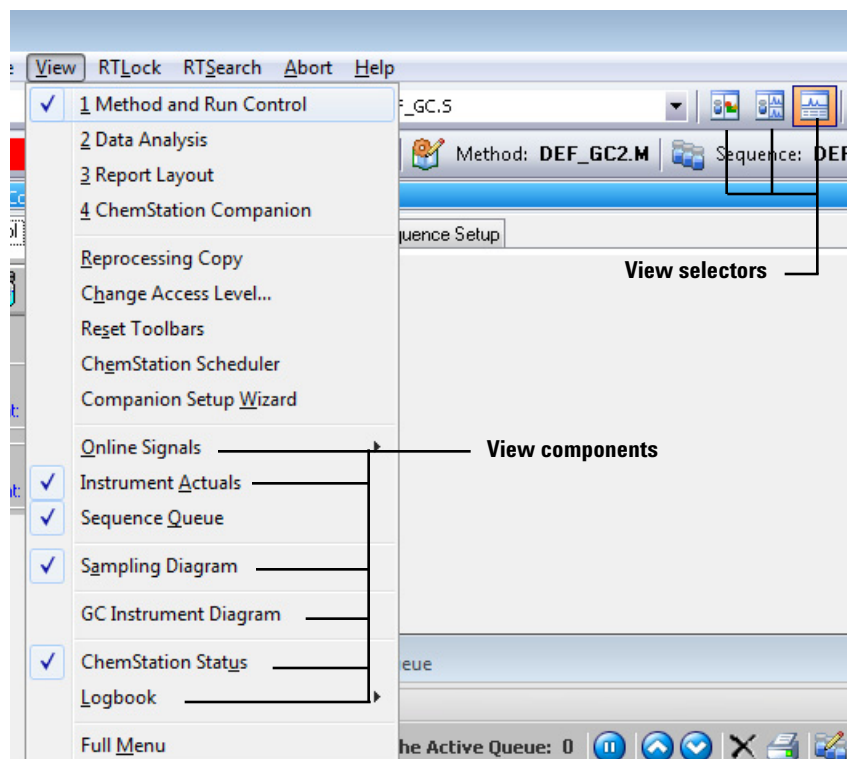 View RTLock RTSearch Abort Help
1 Method and Run Control
_GC.S
2 Data Analysis
Method: DEF_GC2.M Sequence: DEF
3 Report Layout
4 ChemStation Companion
quence Setup
Reprocessing Copy
View selectors
Change Access Level...
Reset Toolbars
ChemStation Scheduler
Companion Setup Wizard
Online Signals
View components
Instrument Actuals
Sequence Queue
Sampling Diagram
GC Instrument Diagram
ChemStation Status
eue
Logbook
Full Menu
he Active Queue: 0